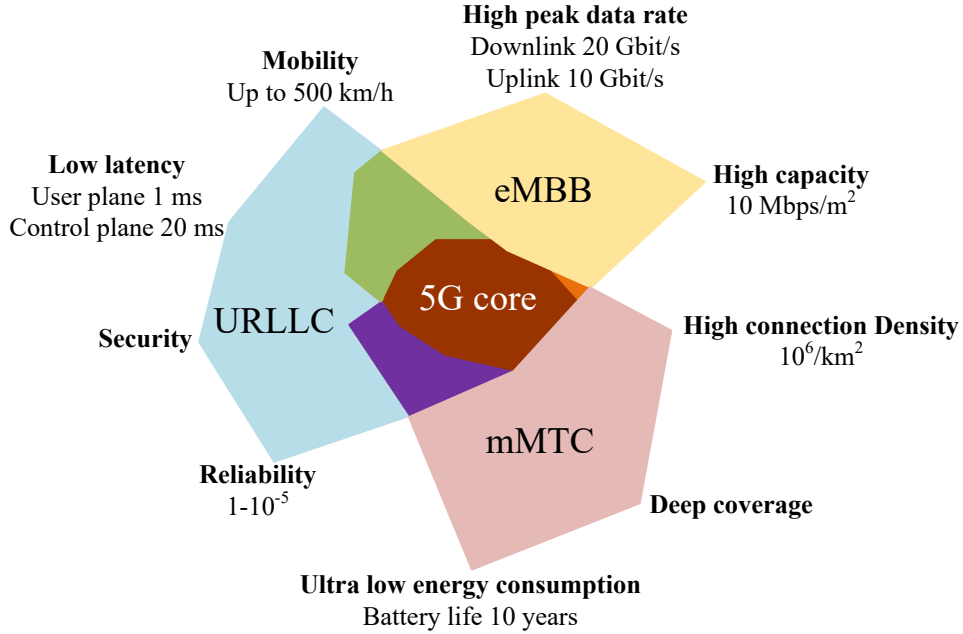 High peak data rate
Downlink 20 Gbit/s
Uplink 10 Gbit/s
Mobility
Up to 500 km/h
Low latency
User plane 1 ms
Control plane 20 ms
eMBB
High capacity
10 Mbps/m²
5G core
URLLC
Security
High connection Density
10⁶/km²
mMTC
Reliability
1-10⁻⁵
Deep coverage
Ultra low energy consumption
Battery life 10 years